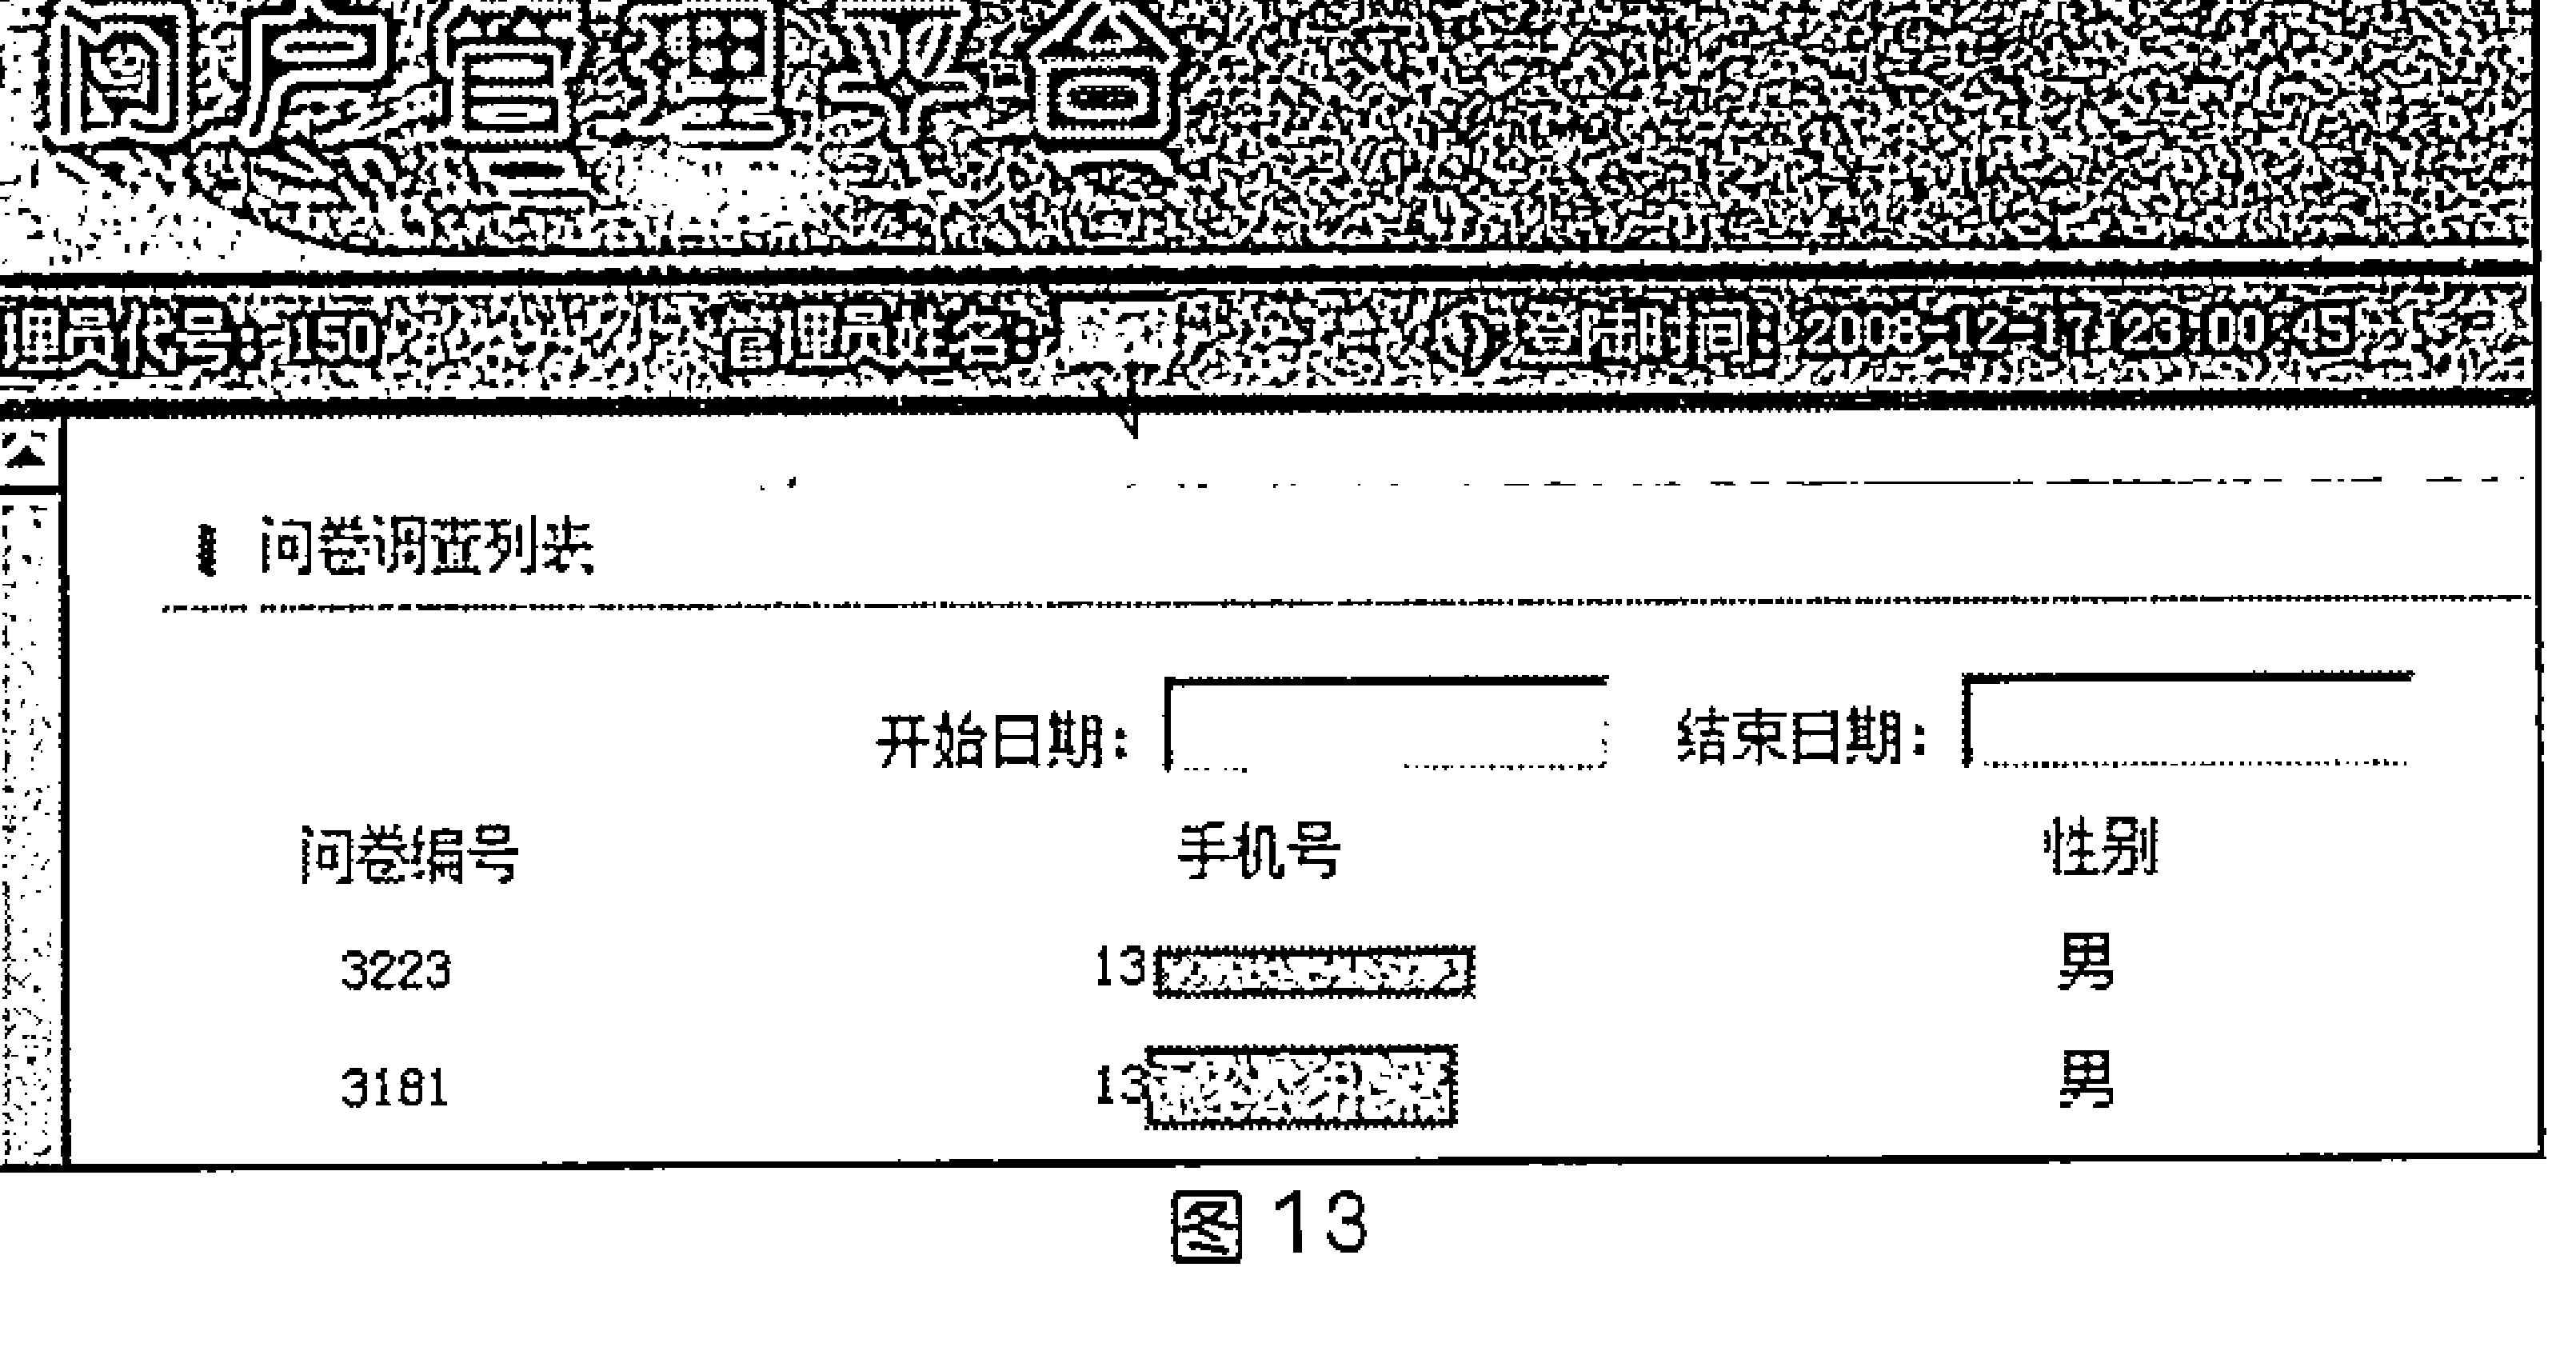 向户管理平台
理员代号: 150 管理员姓名: 登陆时间: 2008-12-17 23:00:45
问卷调查列表
开始日期: 结束日期:
问卷编号 手机号 性别
3223 13 男
3181 13 男
图 13